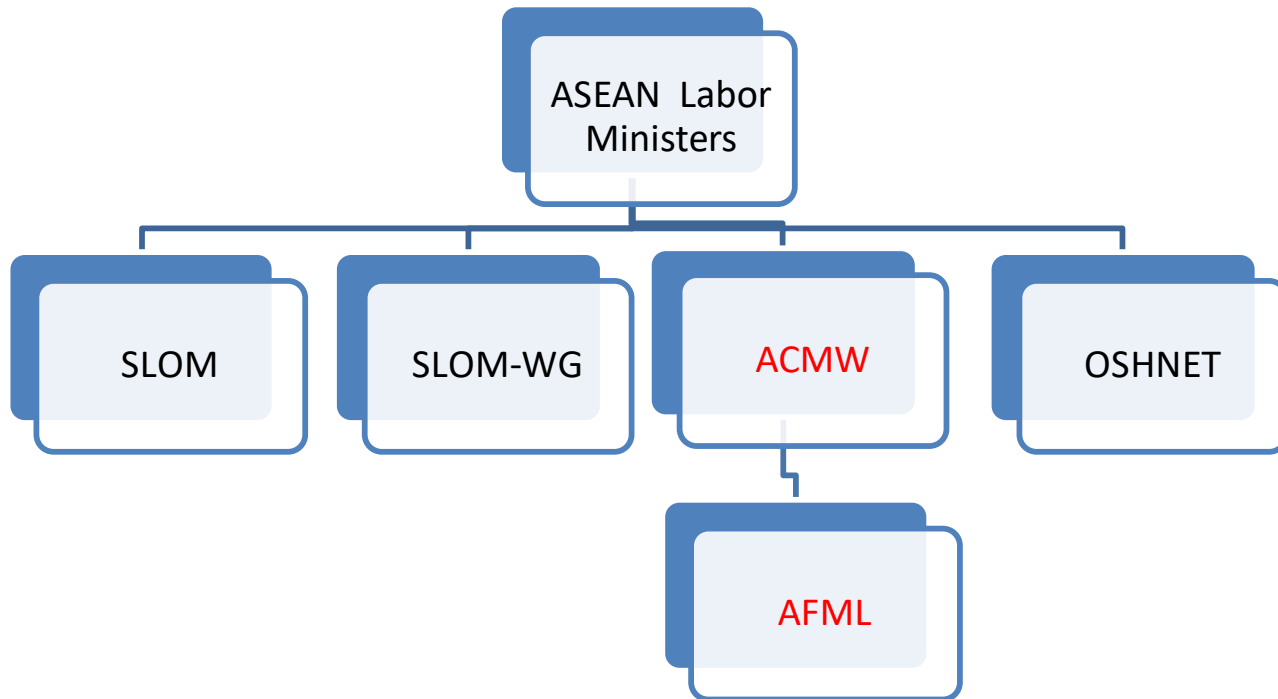 ASEAN  Labor
Ministers
SLOM
SLOM-WG
ACMW
OSHNET
AFML